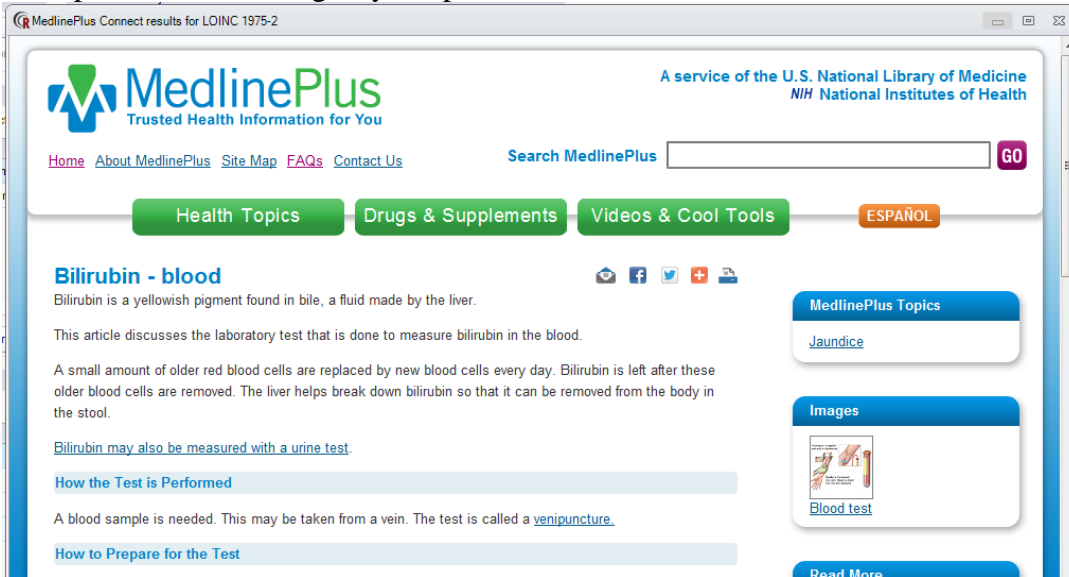 MedlinePlus Connect results for LOINC 1975-2
MedlinePlus
Trusted Health Information for You
A service of the U.S. National Library of Medicine
NIH National Institutes of Health
Home About MedlinePlus Site Map FAQs Contact Us
Search MedlinePlus
GO
Health Topics
Drugs & Supplements
Videos & Cool Tools
ESPAÑOL
Bilirubin - blood
Bilirubin is a yellowish pigment found in bile, a fluid made by the liver.
This article discusses the laboratory test that is done to measure bilirubin in the blood.
A small amount of older red blood cells are replaced by new blood cells every day. Bilirubin is left after these
older blood cells are removed. The liver helps break down bilirubin so that it can be removed from the body in
the stool.
Bilirubin may also be measured with a urine test.
How the Test is Performed
A blood sample is needed. This may be taken from a vein. The test is called a venipuncture.
How to Prepare for the Test
MedlinePlus Topics
Jaundice
Images
Blood test
Read More